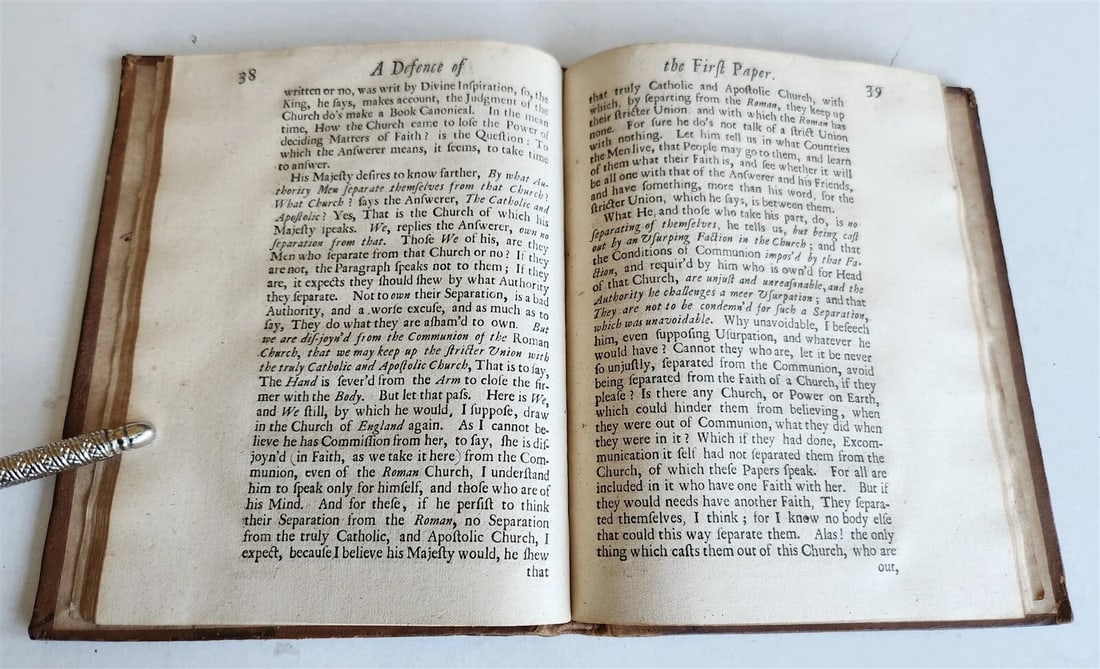 38
A Defence of
written or no, was writ by Divine Inſpiration, ſo, the
King, he ſays, makes account, the Judgment of the
Church do's make a Book Canonical. In the mean
time, How the Church came to loſe the Power of
deciding Matters of Faith? is the Queſtion: To
which the Anſwerer means, it ſeems, to take time
to anſwer.
His Majeſty deſires to know farther, By what Au-
thority Men ſeparate themſelves from that Church?
What Church? ſays the Anſwerer, The Catholic and
Apoſtolic? Yes, That is the Church of which his
Majeſty ſpeaks. We, replies the Anſwerer, own no
ſeparation from that. Thoſe We of his, are they
Men who ſeparate from that Church or no? If they
are not, the Paragraph ſpeaks not to them; If they
are, it expects they ſhould ſhew by what Authority
they ſeparate. Not to own their Separation, is a bad
Authority, and a worſe excuſe, and as much as to
ſay, They do what they are aſham'd to own. But
we are diſ-joyn'd from the Communion of the Roman
Church, that we may keep up the ſtricter Union with
the truly Catholic and Apoſtolic Church, That is to ſay,
The Hand is ſever'd from the Arm to cloſe the fir-
mer with the Body. But let that paſs. Here is We,
and We ſtill, by which he would, I ſuppoſe, draw
in the Church of England again. As I cannot be-
lieve he has Commiſſion from her, to ſay, ſhe is diſ-
joyn'd (in Faith, as we take it here) from the Com-
munion, even of the Roman Church, I underſtand
him to ſpeak only for himſelf, and thoſe who are of
his Mind. And for theſe, if he perſiſt to think
their Separation from the Roman, no Separation
from the truly Catholic, and Apoſtolic Church, I
expect, becauſe I believe his Majeſty would, he ſhew
that
the Firſt Paper.
39
that truly Catholic and Apoſtolic Church, with
which, by ſeparting from the Roman, they keep up
their ſtricter Union, and with which the Roman has
none. For ſure he do's not talk of a ſtrict Union
with nothing. Let him tell us in what Countries
the Men live, that People may go to them, and learn
of them what their Faith is, and ſee whether it will
be all one with that of the Anſwerer and his Friends,
and have ſomething, more than his word, for the
ſtricter Union, which he ſays, is between them.
What He, and thoſe who take his part, do, is no
ſeparating of themſelves, he tells us, but being caſt
out by an Uſurping Faction in the Church; and that
the Conditions of Communion impos'd by that Fa-
ction, and requir'd by him who is own'd for Head
of that Church, are unjuſt and unreaſonable, and the
Authority he challenges a meer Uſurpation; and that
They are not to be condemn'd for ſuch a Separation,
which was unavoidable. Why unavoidable, I beſeech
him, even ſuppoſing Uſurpation, and whatever he
would have? Cannot they who are, let it be never
ſo unjuſtly, ſeparated from the Communion, avoid
being ſeparated from the Faith of a Church, if they
pleaſe? Is there any Church, or Power on Earth,
which could hinder them from believing, when
they were out of Communion, what they did when
they were in it? Which if they had done, Excom-
munication it ſelf had not ſeparated them from the
Church, of which theſe Papers ſpeak. For all are
included in it who have one Faith with her. But if
they would needs have another Faith, They ſepara-
ted themſelves, I think; for I know no body elſe
that could this way ſeparate them. Alas! the only
thing which caſts them out of this Church, who are
out,